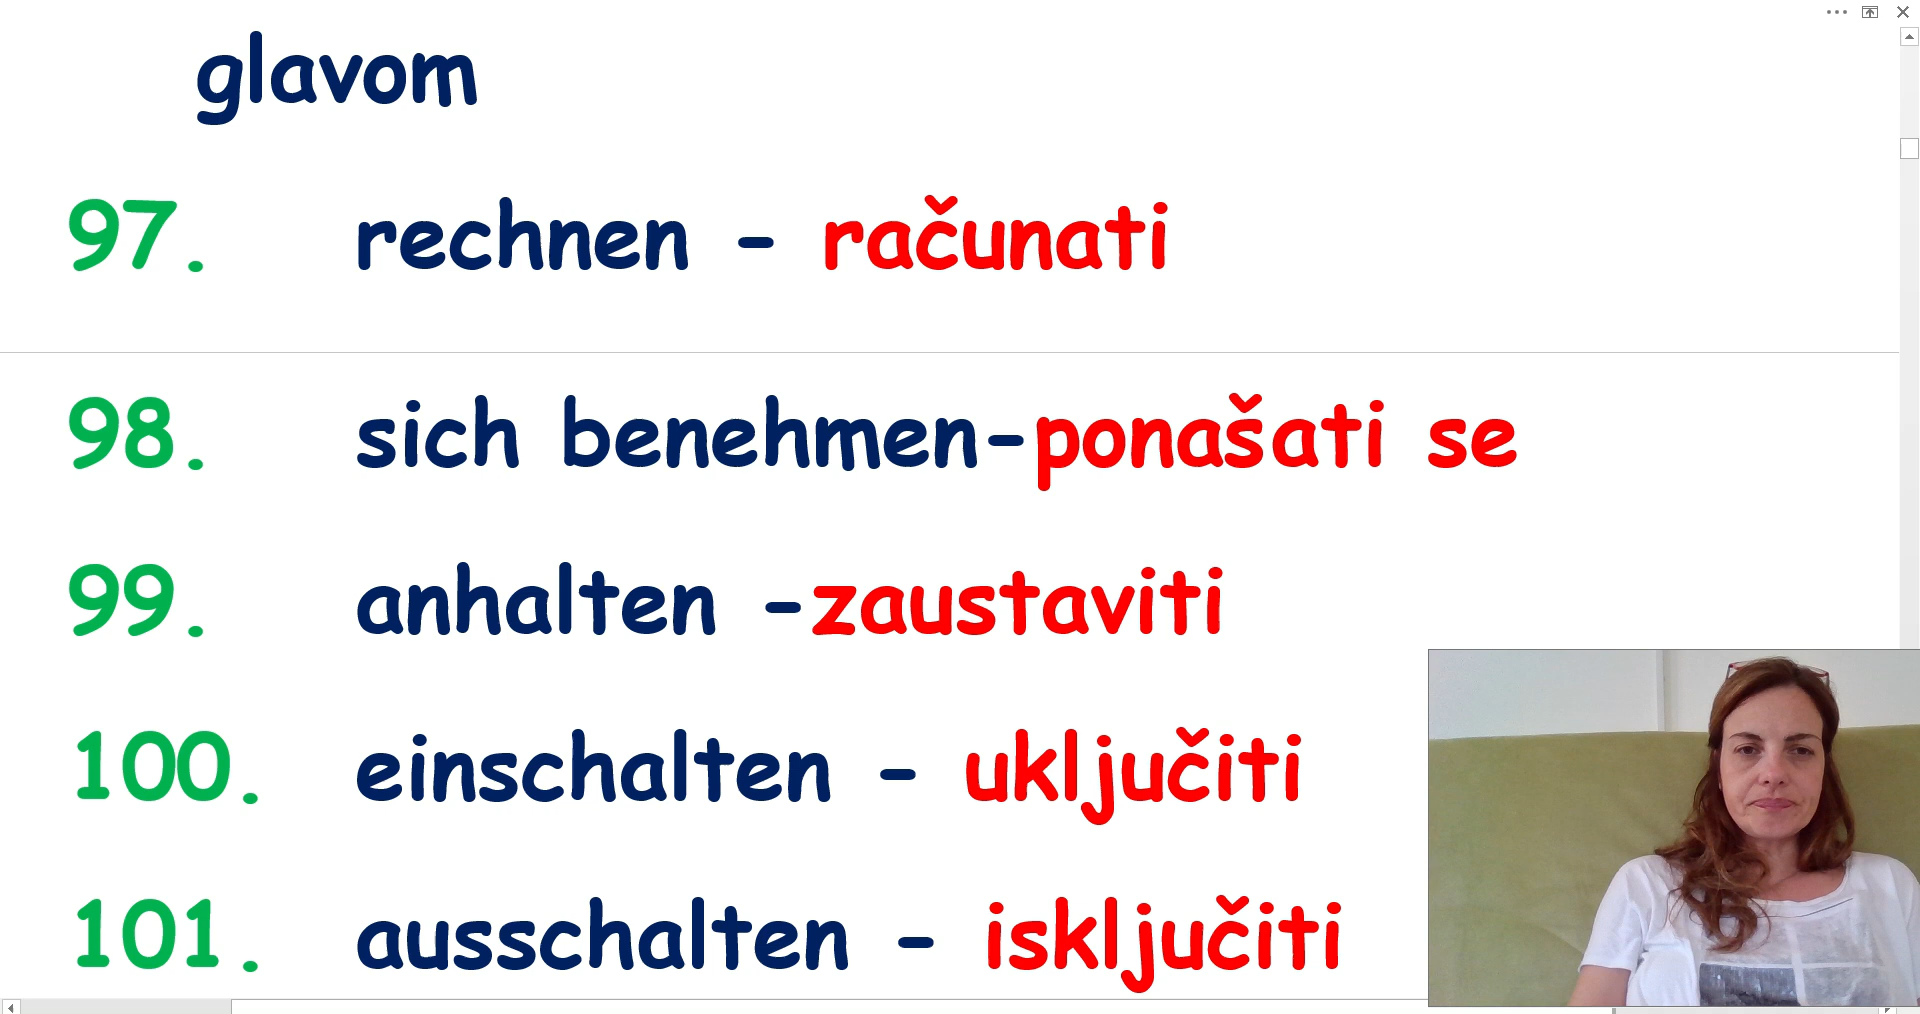 glavom
97. rechnen - računati
98. sich benehmen-ponašati se
99. anhalten -zaustaviti
100. einschalten - uključiti
101. ausschalten - isključiti